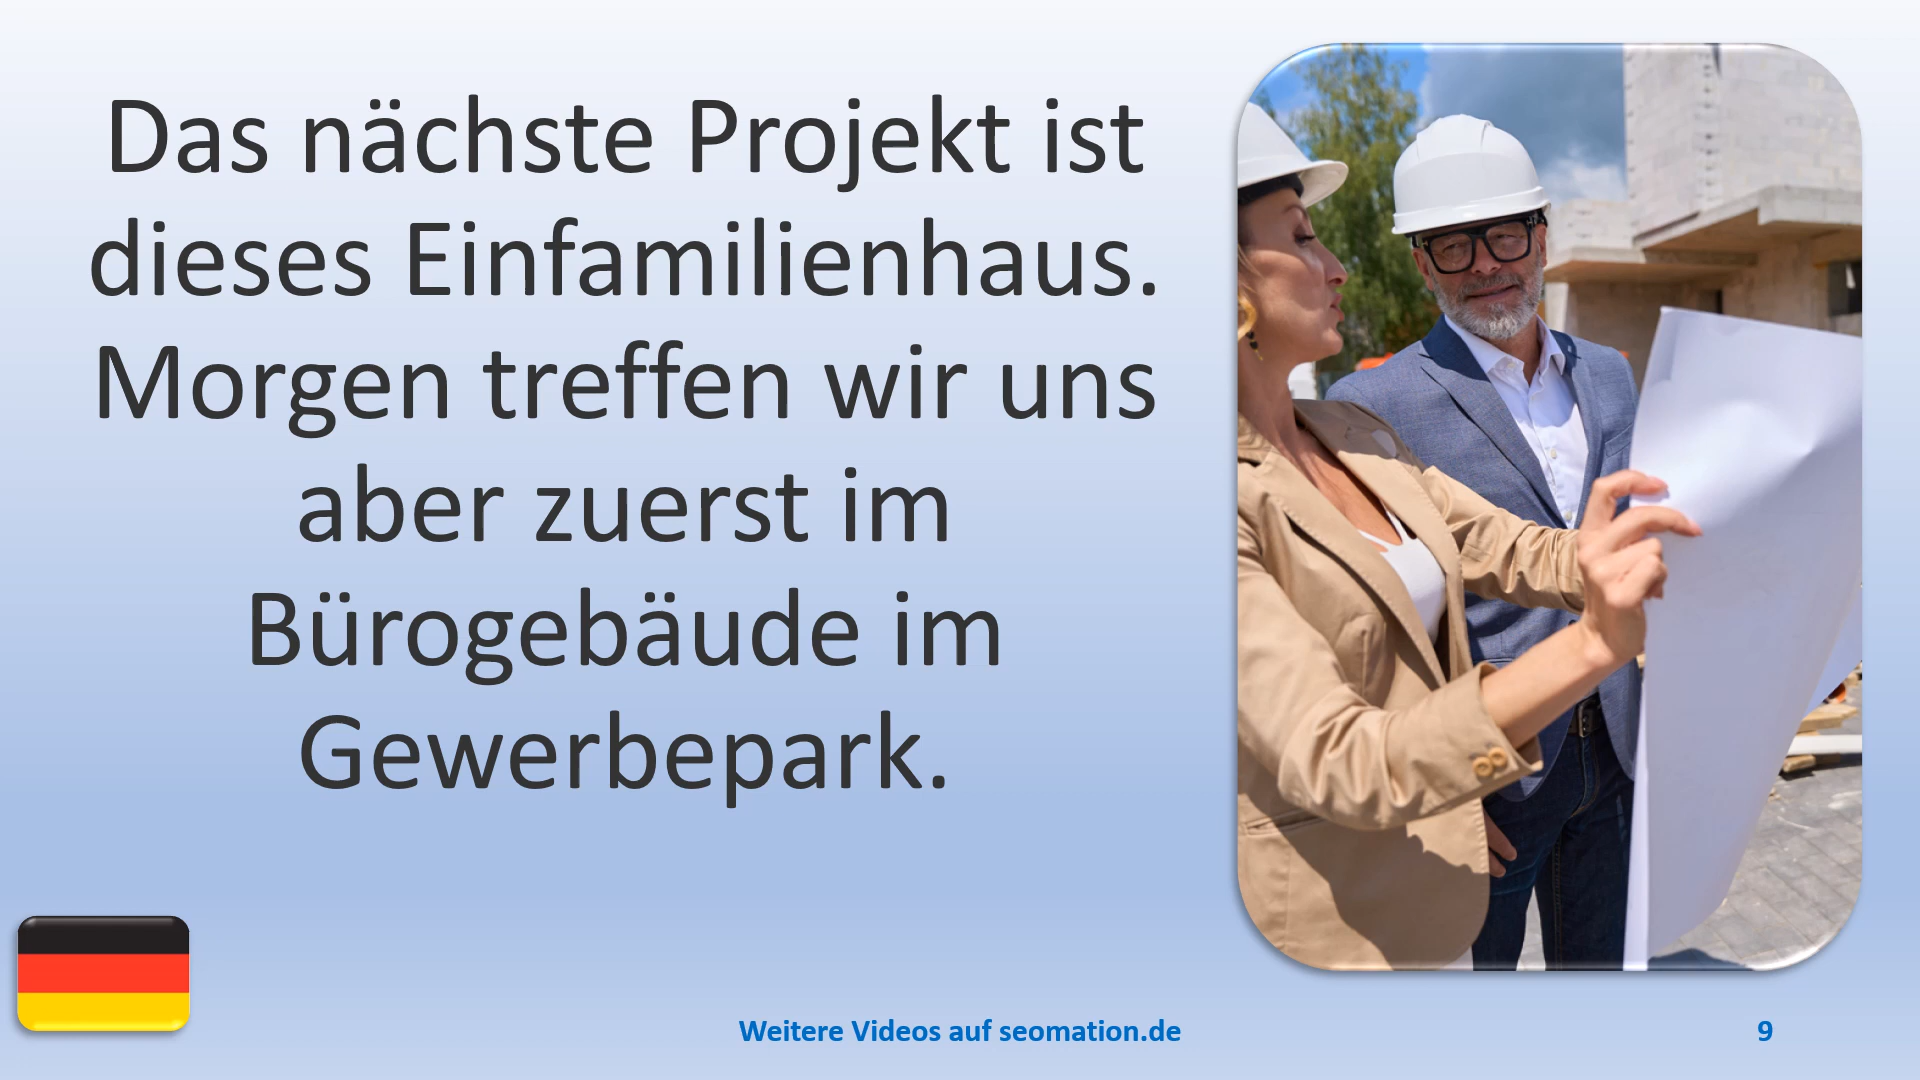 Das nächste Projekt ist
dieses Einfamilienhaus.
Morgen treffen wir uns
aber zuerst im
Bürogebäude im
Gewerbepark.
Weitere Videos auf seomation.de
9